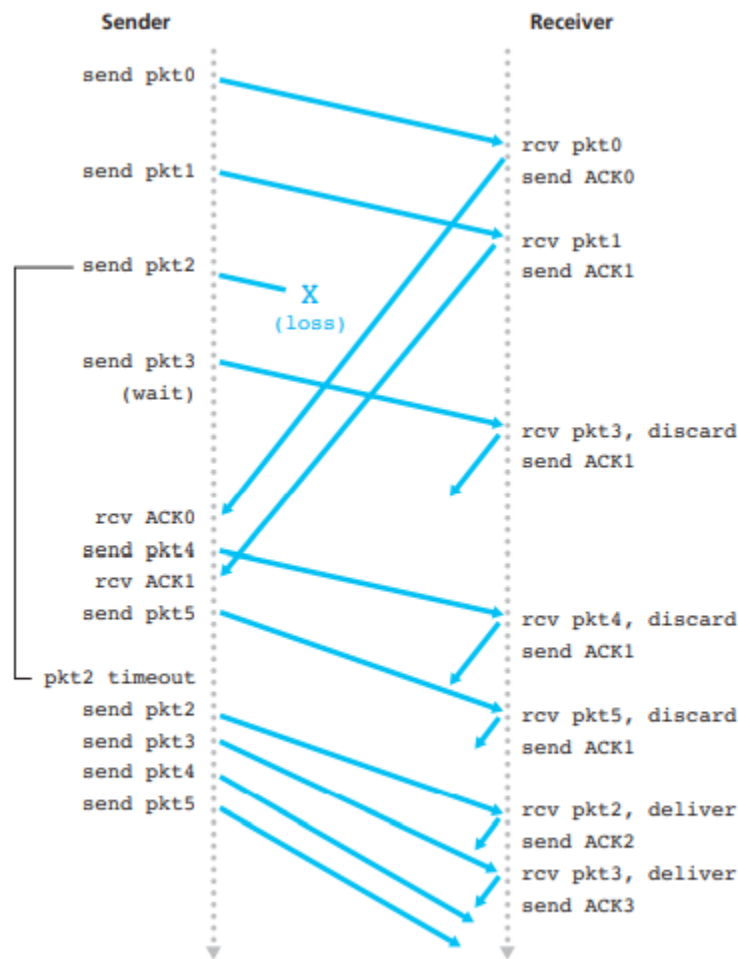 Sender
Receiver
send pkt0
rcv pkt0
send ACK0
send pkt1
rcv pkt1
send ACK1
send pkt2
X
(loss)
send pkt3
(wait)
rcv pkt3, discard
send ACK1
rcv ACK0
send pkt4
rcv ACK1
send pkt5
rcv pkt4, discard
send ACK1
pkt2 timeout
send pkt2
send pkt3
send pkt4
send pkt5
rcv pkt5, discard
send ACK1
rcv pkt2, deliver
send ACK2
rcv pkt3, deliver
send ACK3